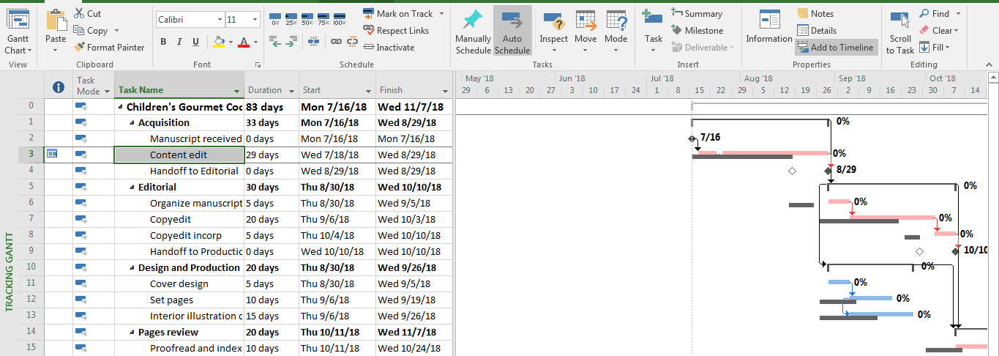 Gantt Chart
View
Paste
Cut
Copy
Format Painter
Clipboard
Calibri 11
B I U A
Font
0% 25% 50% 75% 100%
Mark on Track
Respect Links
Inactivate
Schedule
Manually Schedule
Auto Schedule
Inspect
Move
Mode
Tasks
Task
Summary
Milestone
Deliverable
Insert
Information
Notes
Details
Add to Timeline
Properties
Scroll to Task
Find
Clear
Fill
Editing
Task Mode Task Name Duration Start Finish
May '18 Jun '18 Jul '18 Aug '18 Sep '18 Oct '18
29 6 13 20 27 3 10 17 24 1 8 15 22 29 5 12 19 26 2 9 16 23 30 7 14
0 Children's Gourmet Coo 83 days Mon 7/16/18 Wed 11/7/18
1 Acquisition 33 days Mon 7/16/18 Wed 8/29/18 0%
2 Manuscript received 0 days Mon 7/16/18 Mon 7/16/18 7/16
3 Content edit 29 days Wed 7/18/18 Wed 8/29/18 0%
4 Handoff to Editorial 0 days Wed 8/29/18 Wed 8/29/18 8/29
5 Editorial 30 days Thu 8/30/18 Wed 10/10/18 0%
6 Organize manuscript 5 days Thu 8/30/18 Wed 9/5/18 0%
7 Copyedit 20 days Thu 9/6/18 Wed 10/3/18 0%
8 Copyedit incorp 5 days Thu 10/4/18 Wed 10/10/18 0%
9 Handoff to Productio 0 days Wed 10/10/18 Wed 10/10/18 10/10
10 Design and Production 20 days Thu 8/30/18 Wed 9/26/18 0%
11 Cover design 5 days Thu 8/30/18 Wed 9/5/18 0%
12 Set pages 10 days Thu 9/6/18 Wed 9/19/18 0%
13 Interior illustration d 15 days Thu 9/6/18 Wed 9/26/18 0%
14 Pages review 20 days Thu 10/11/18 Wed 11/7/18
15 Proofread and index 10 days Thu 10/11/18 Wed 10/24/18
TRACKING GANTT